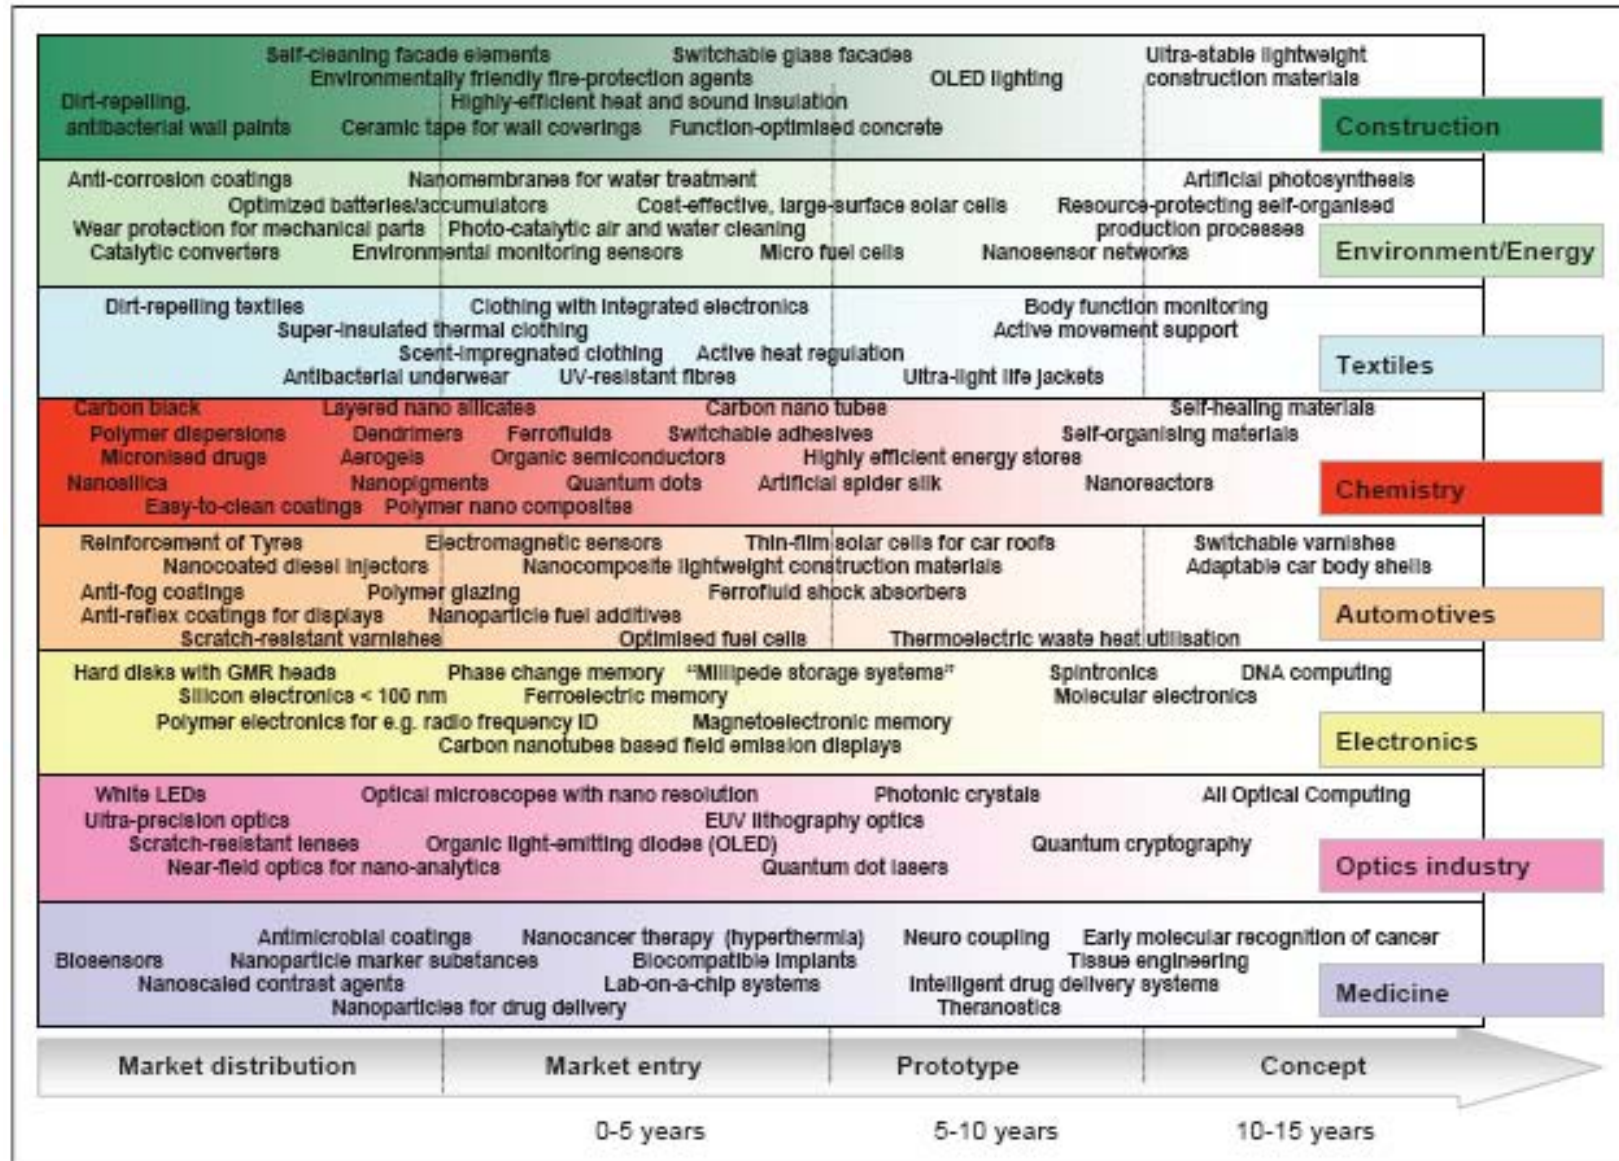 Self-cleaning facade elements Switchable glass facades Ultra-stable lightweight
Environmentally friendly fire-protection agents OLED lighting construction materials
Dirt-repelling, Highly-efficient heat and sound insulation
antibacterial wall paints Ceramic tape for wall coverings Function-optimised concrete
Construction
Anti-corrosion coatings Nanomembranes for water treatment Artificial photosynthesis
Optimized batteries/accumulators Cost-effective, large-surface solar cells Resource-protecting self-organised
Wear protection for mechanical parts Photo-catalytic air and water cleaning production processes
Catalytic converters Environmental monitoring sensors Micro fuel cells Nanosensor networks
Environment/Energy
Dirt-repelling textiles Clothing with integrated electronics Body function monitoring
Super-insulated thermal clothing Active movement support
Scent-impregnated clothing Active heat regulation
Antibacterial underwear UV-resistant fibres Ultra-light life jackets
Textiles
Carbon black Layered nano silicates Carbon nano tubes Self-healing materials
Polymer dispersions Dendrimers Ferrofluids Switchable adhesives Self-organising materials
Micronised drugs Aerogels Organic semiconductors Highly efficient energy stores
Nanosilica Nanopigments Quantum dots Artificial spider silk Nanoreactors
Easy-to-clean coatings Polymer nano composites
Chemistry
Reinforcement of Tyres Electromagnetic sensors Thin-film solar cells for car roofs Switchable varnishes
Nanocoated diesel injectors Nanocomposite lightweight construction materials Adaptable car body shells
Anti-fog coatings Polymer glazing Ferrofluid shock absorbers
Anti-reflex coatings for displays Nanoparticle fuel additives
Scratch-resistant varnishes Optimised fuel cells Thermoelectric waste heat utilisation
Automotives
Hard disks with GMR heads Phase change memory “Millipede storage systems” Spintronics DNA computing
Silicon electronics < 100 nm Ferroelectric memory Molecular electronics
Polymer electronics for e.g. radio frequency ID Magnetoelectronic memory
Carbon nanotubes based field emission displays
Electronics
White LEDs Optical microscopes with nano resolution Photonic crystals All Optical Computing
Ultra-precision optics EUV lithography optics
Scratch-resistant lenses Organic light-emitting diodes (OLED) Quantum cryptography
Near-field optics for nano-analytics Quantum dot lasers
Optics industry
Antimicrobial coatings Nanocancer therapy (hyperthermia) Neuro coupling Early molecular recognition of cancer
Biosensors Nanoparticle marker substances Biocompatible implants Tissue engineering
Nanoscaled contrast agents Lab-on-a-chip systems Intelligent drug delivery systems
Nanoparticles for drug delivery Theranostics
Medicine
Market distribution Market entry Prototype Concept
0-5 years 5-10 years 10-15 years